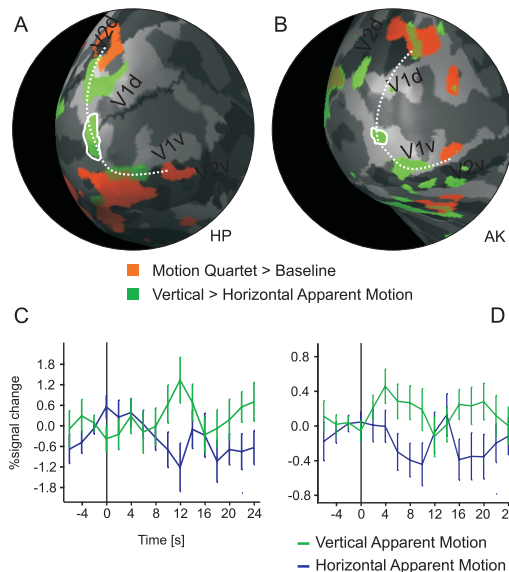 A
B
V2d
V1d
V1v
V2v
HP
V2d
V1d
V1v
V2v
AK
Motion Quartet > Baseline
Vertical > Horizontal Apparent Motion
C
D
%signal change
1.8
1.2
0.6
0.0
-0.6
-1.2
-1.8
-4 0 4 8 12 16 20 24
0.8
0.4
0.0
-0.4
-0.8
-4 0 4 8 12 16 20 24
Time [s]
Vertical Apparent Motion
Horizontal Apparent Motion